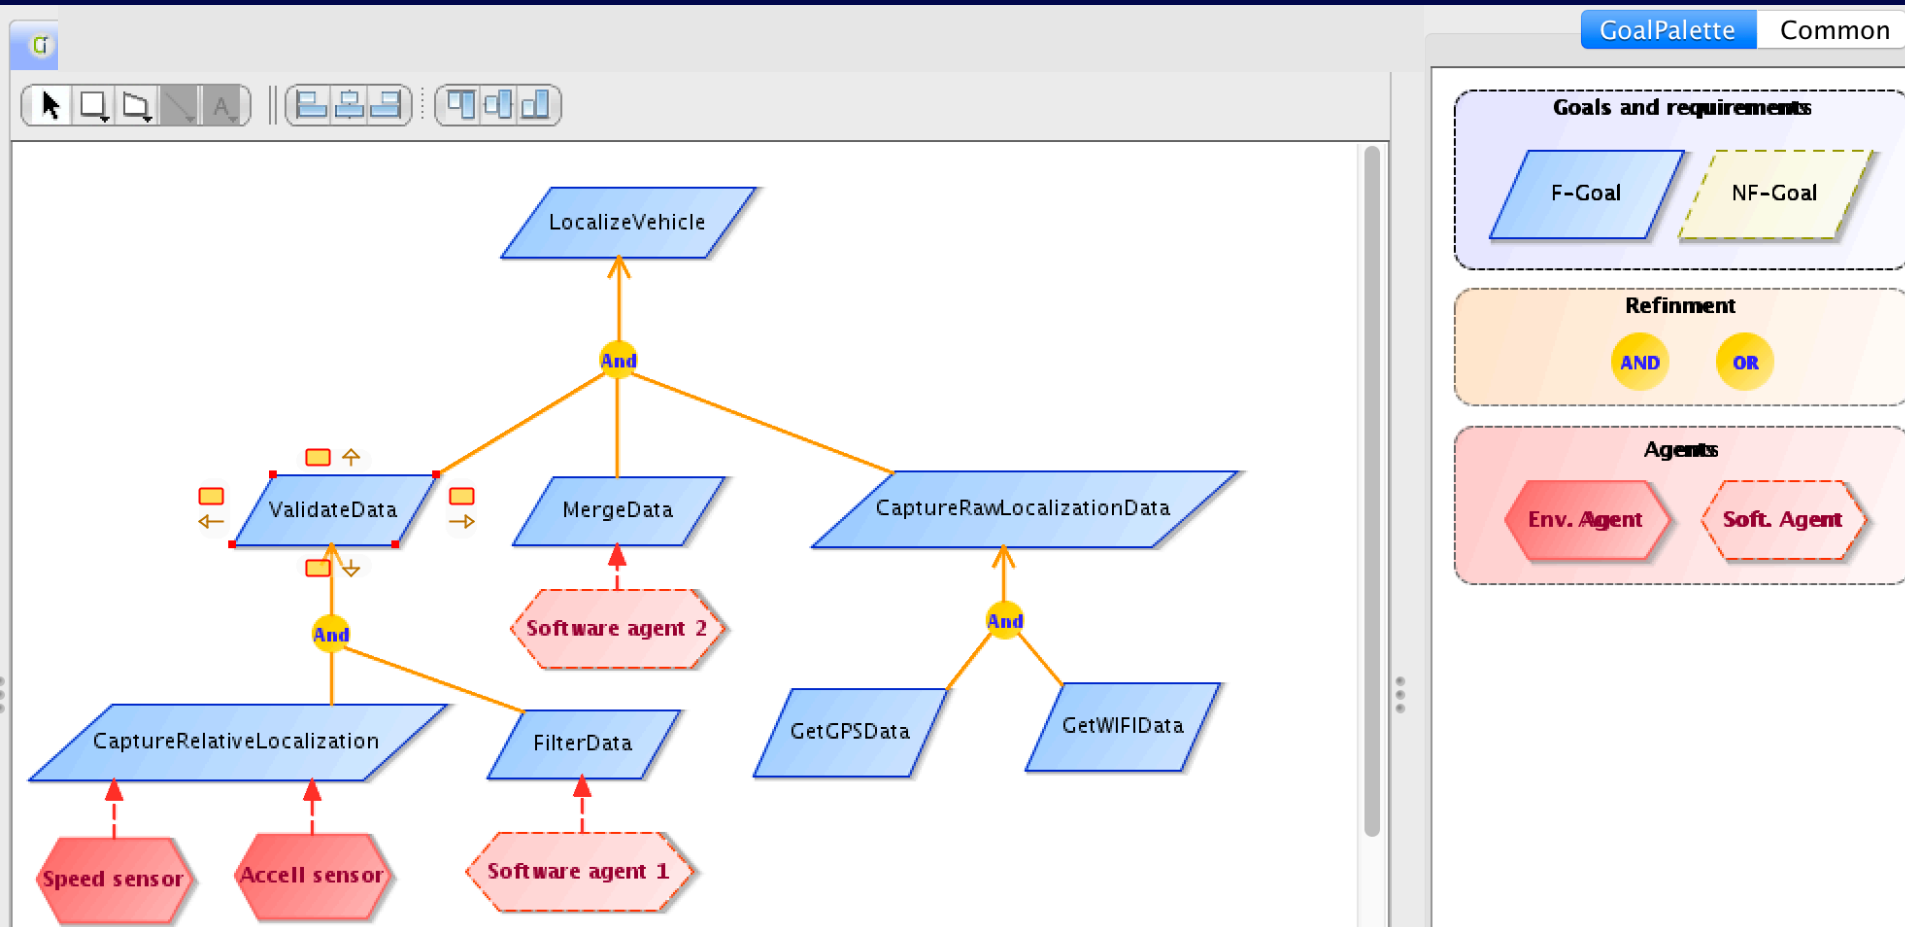 GoalPalette
Common
A
LocalizeVehicle
And
ValidateData
MergeData
CaptureRawLocalizationData
Software agent 2
And
And
CaptureRelativeLocalization
FilterData
GetGPSData
GetWIFIData
Speed sensor
Accell sensor
Software agent 1
Goals and requirements
F-Goal
NF-Goal
Refinment
AND
OR
Agents
Env. Agent
Soft. Agent